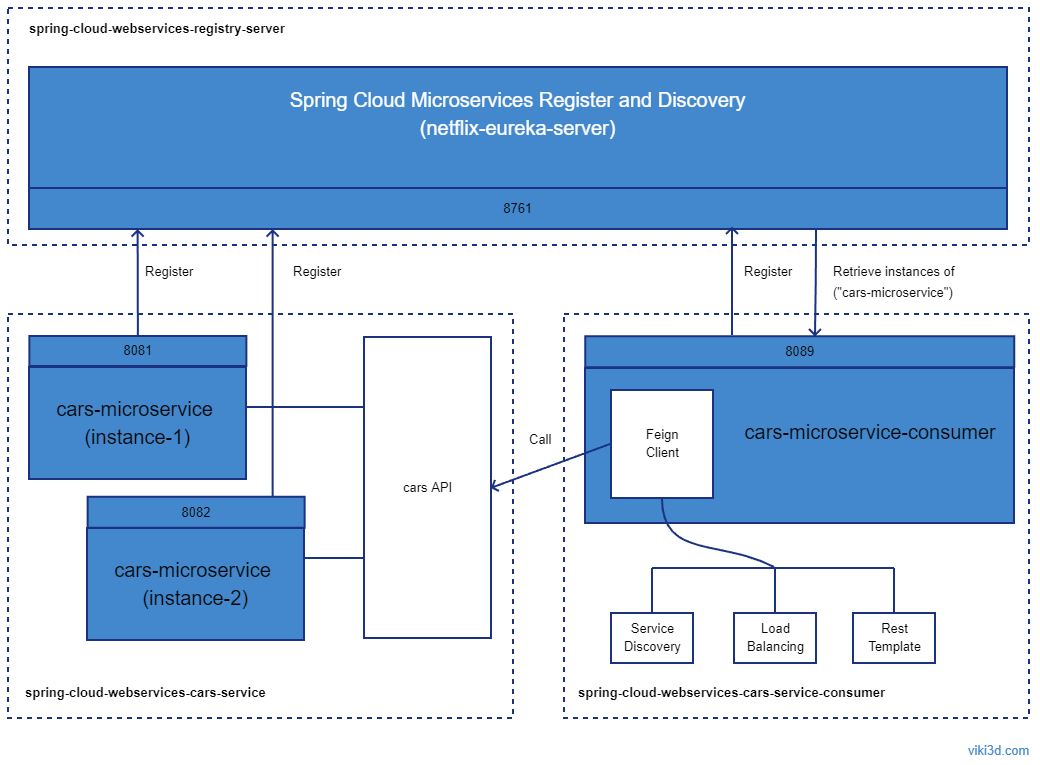 spring-cloud-webservices-registry-server
Spring Cloud Microservices Register and Discovery
(netflix-eureka-server)
8761
Register
Register
Register
Retrieve instances of
("cars-microservice")
8081
cars-microservice
(instance-1)
8082
cars-microservice
(instance-2)
cars API
spring-cloud-webservices-cars-service
Call
8089
Feign
Client
cars-microservice-consumer
Service
Discovery
Load
Balancing
Rest
Template
spring-cloud-webservices-cars-service-consumer
viki3d.com